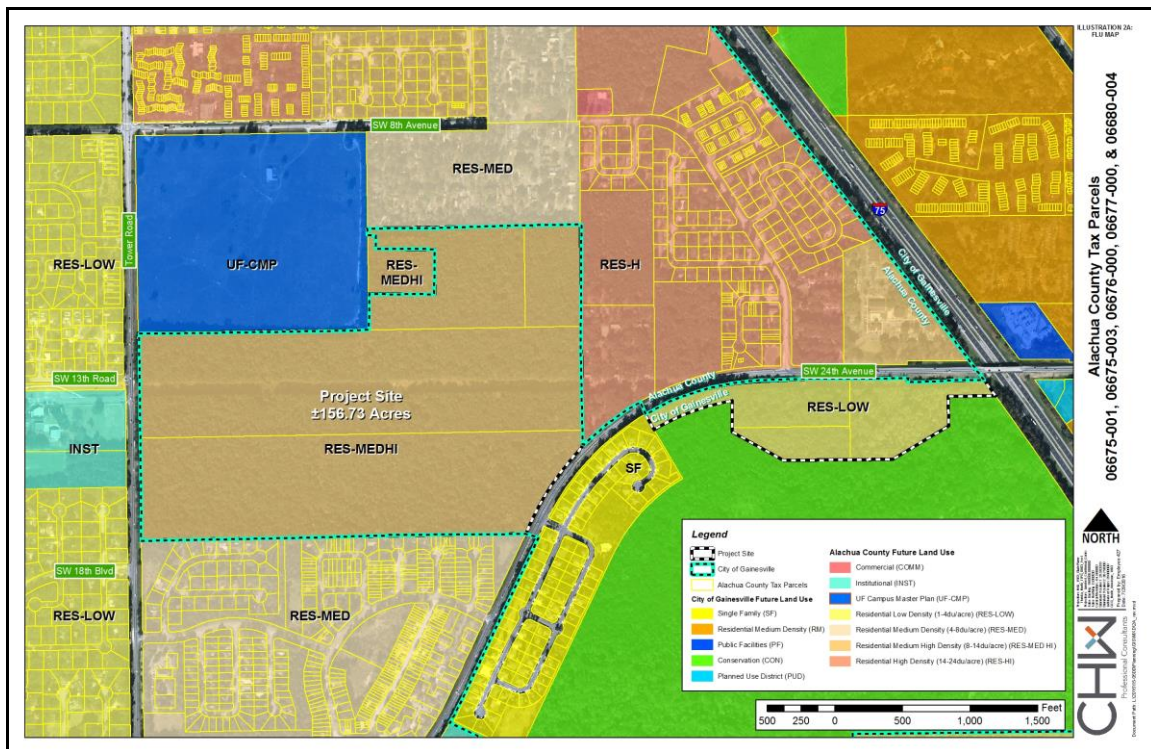 ILLUSTRATION 2A:
FLU MAP
Alachua County Tax Parcels
06675-001, 06675-003, 06676-000, 06677-000, & 06680-004
SW 8th Avenue
RES-MED
Tower Road
RES-LOW
UF-CMP
RES-
MEDHI
RES-H
75
City of Gainesville
Alachua County
SW 13th Road
Project Site
±156.73 Acres
SW 24th Avenue
Alachua County
City of Gainesville
RES-LOW
INST
RES-MEDHI
SF
SW 18th Blvd
RES-LOW
RES-MED
Legend
Project Site
City of Gainesville
Alachua County Tax Parcels
City of Gainesville Future Land Use
Single Family (SF)
Residential Medium Density (RM)
Public Facilities (PF)
Conservation (CON)
Planned Use District (PUD)
Alachua County Future Land Use
Commercial (COMM)
Institutional (INST)
UF Campus Master Plan (UF-CMP)
Residential Low Density (1-4du/acre) (RES-LOW)
Residential Medium Density (4-8du/acre) (RES-MED)
Residential Medium High Density (8-14du/acre) (RES-MED HI)
Residential High Density (14-24du/acre) (RES-HI)
Feet
500 250 0 500 1,000 1,500
NORTH
CHW
Professional Consultants